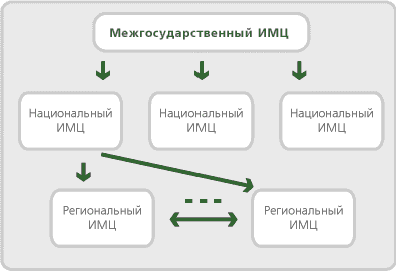 Межгосударственный ИМЦ
Национальный
ИМЦ
Национальный
ИМЦ
Национальный
ИМЦ
Региональный
ИМЦ
Региональный
ИМЦ